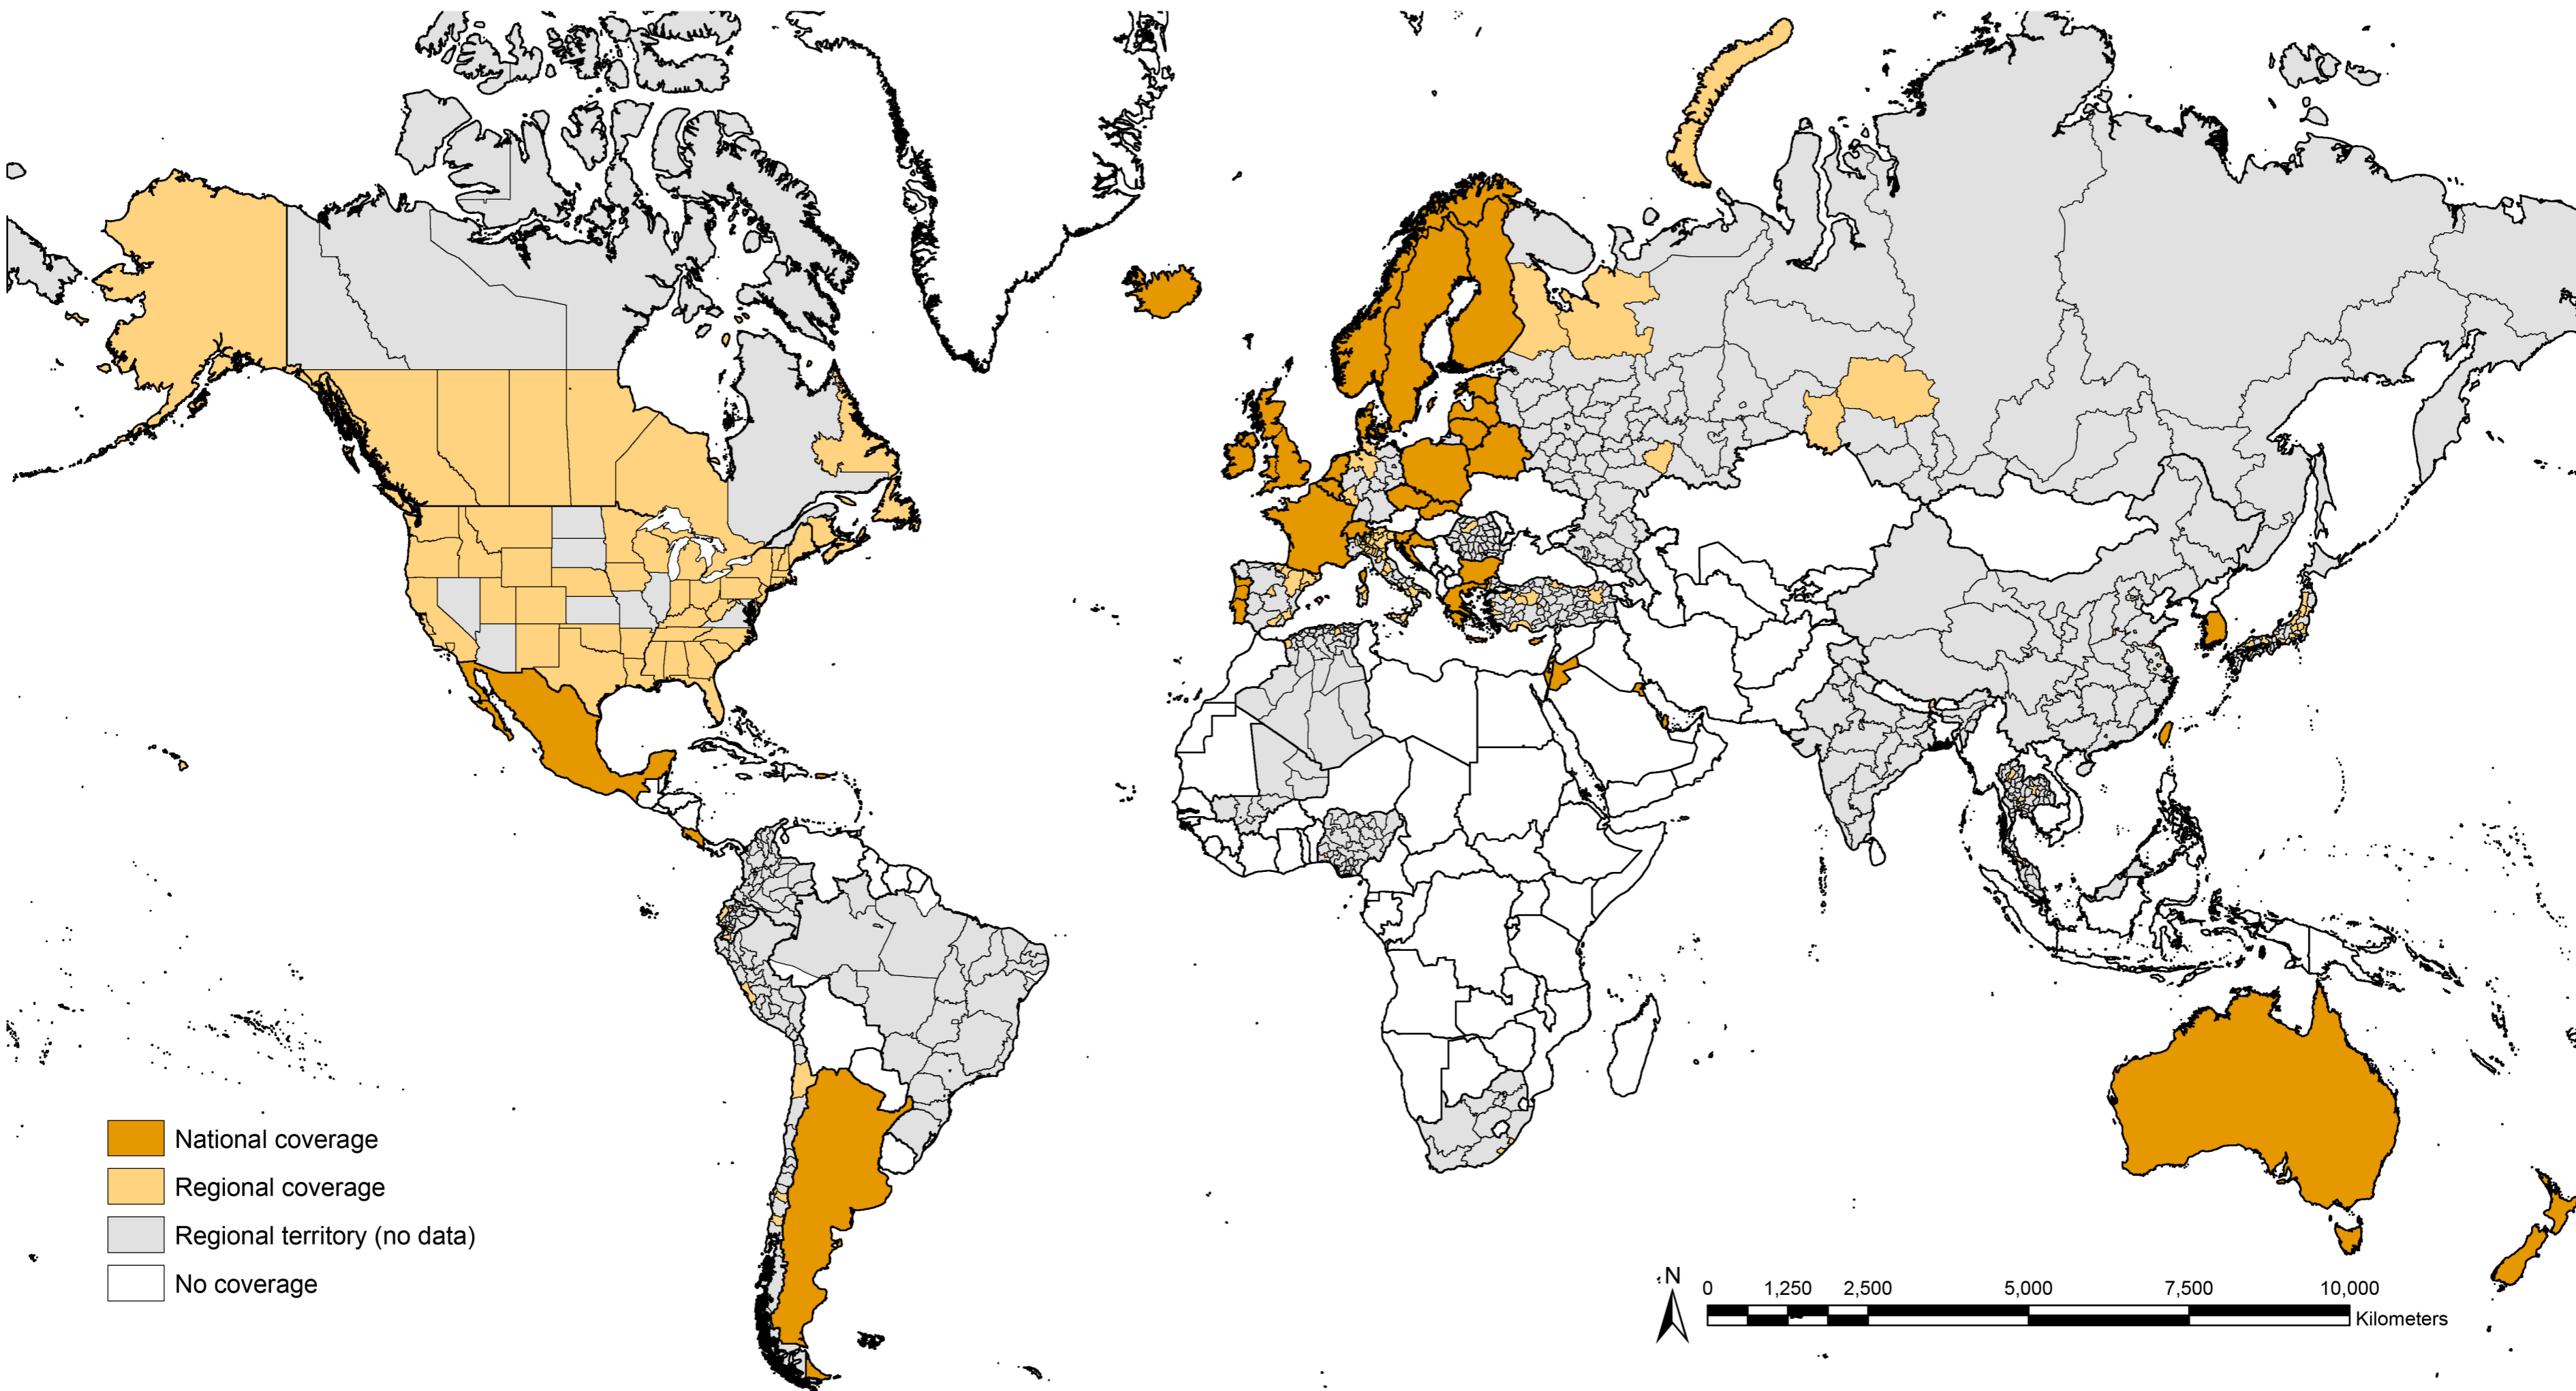 National coverage
Regional coverage
Regional territory (no data)
No coverage
N
0 1,250 2,500 5,000 7,500 10,000
Kilometers